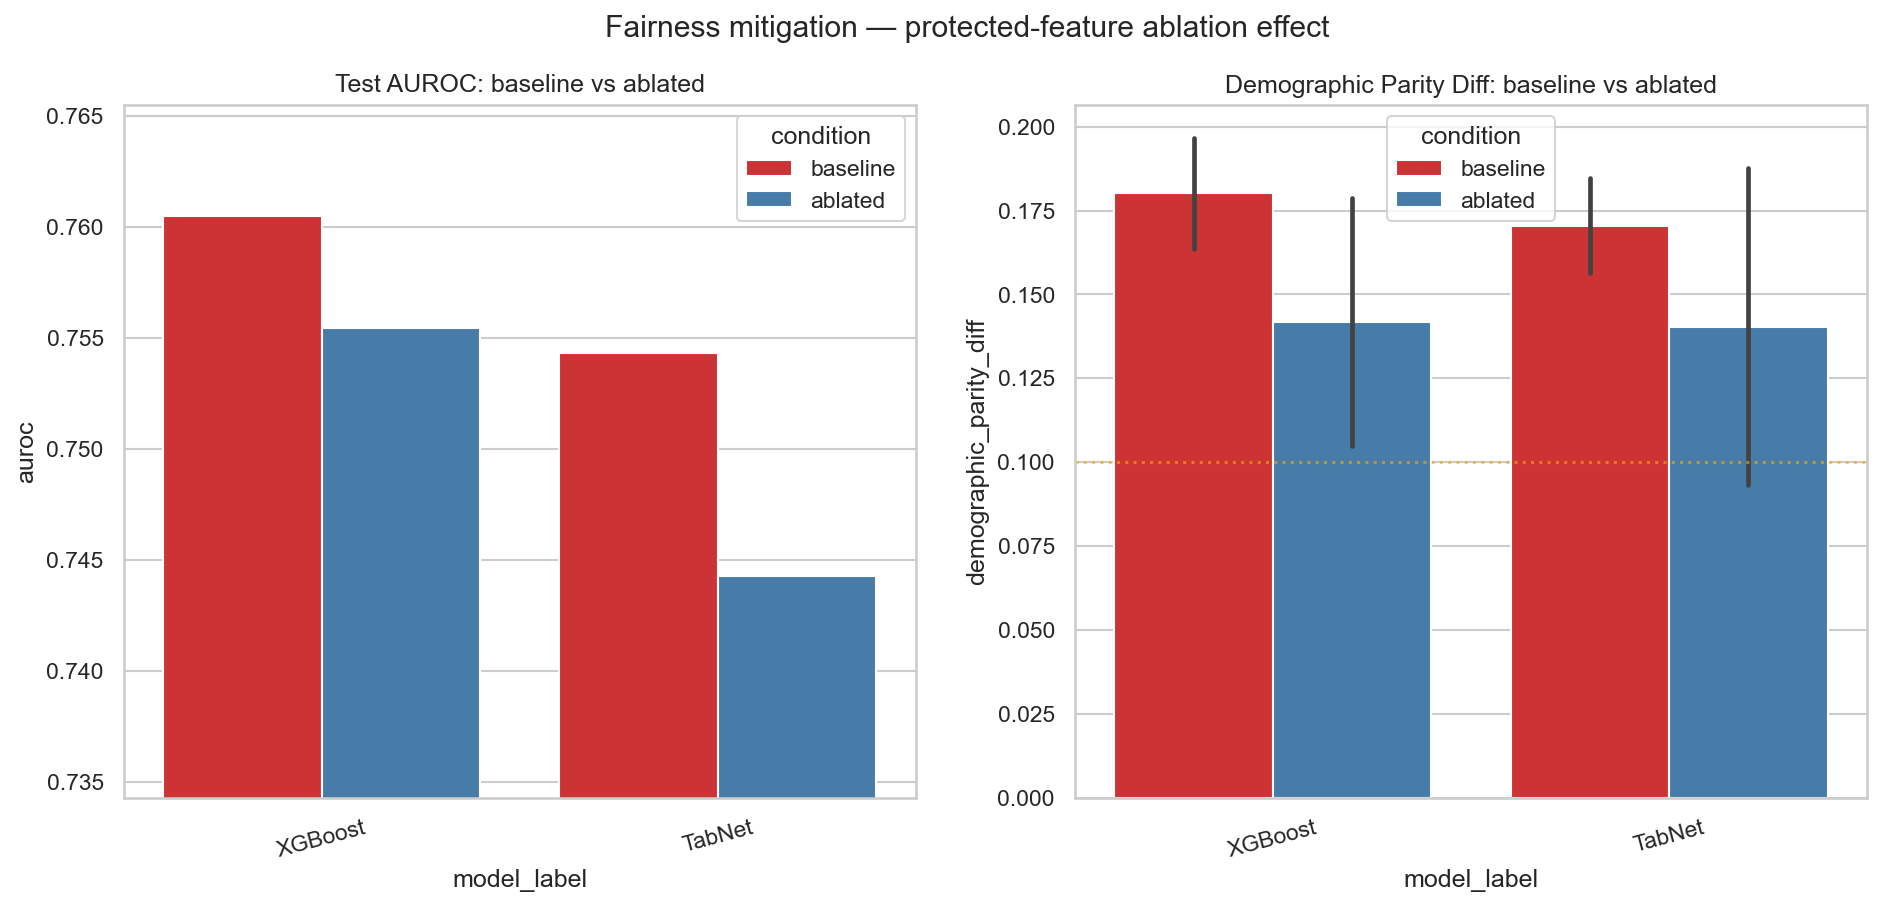 Fairness mitigation — protected-feature ablation effect
Test AUROC: baseline vs ablated
0.765
0.760
0.755
0.750
0.745
0.740
0.735
auroc
condition
baseline
ablated
XGBoost
TabNet
model_label
Demographic Parity Diff: baseline vs ablated
0.200
0.175
0.150
0.125
0.100
0.075
0.050
0.025
0.000
demographic_parity_diff
condition
baseline
ablated
XGBoost
TabNet
model_label